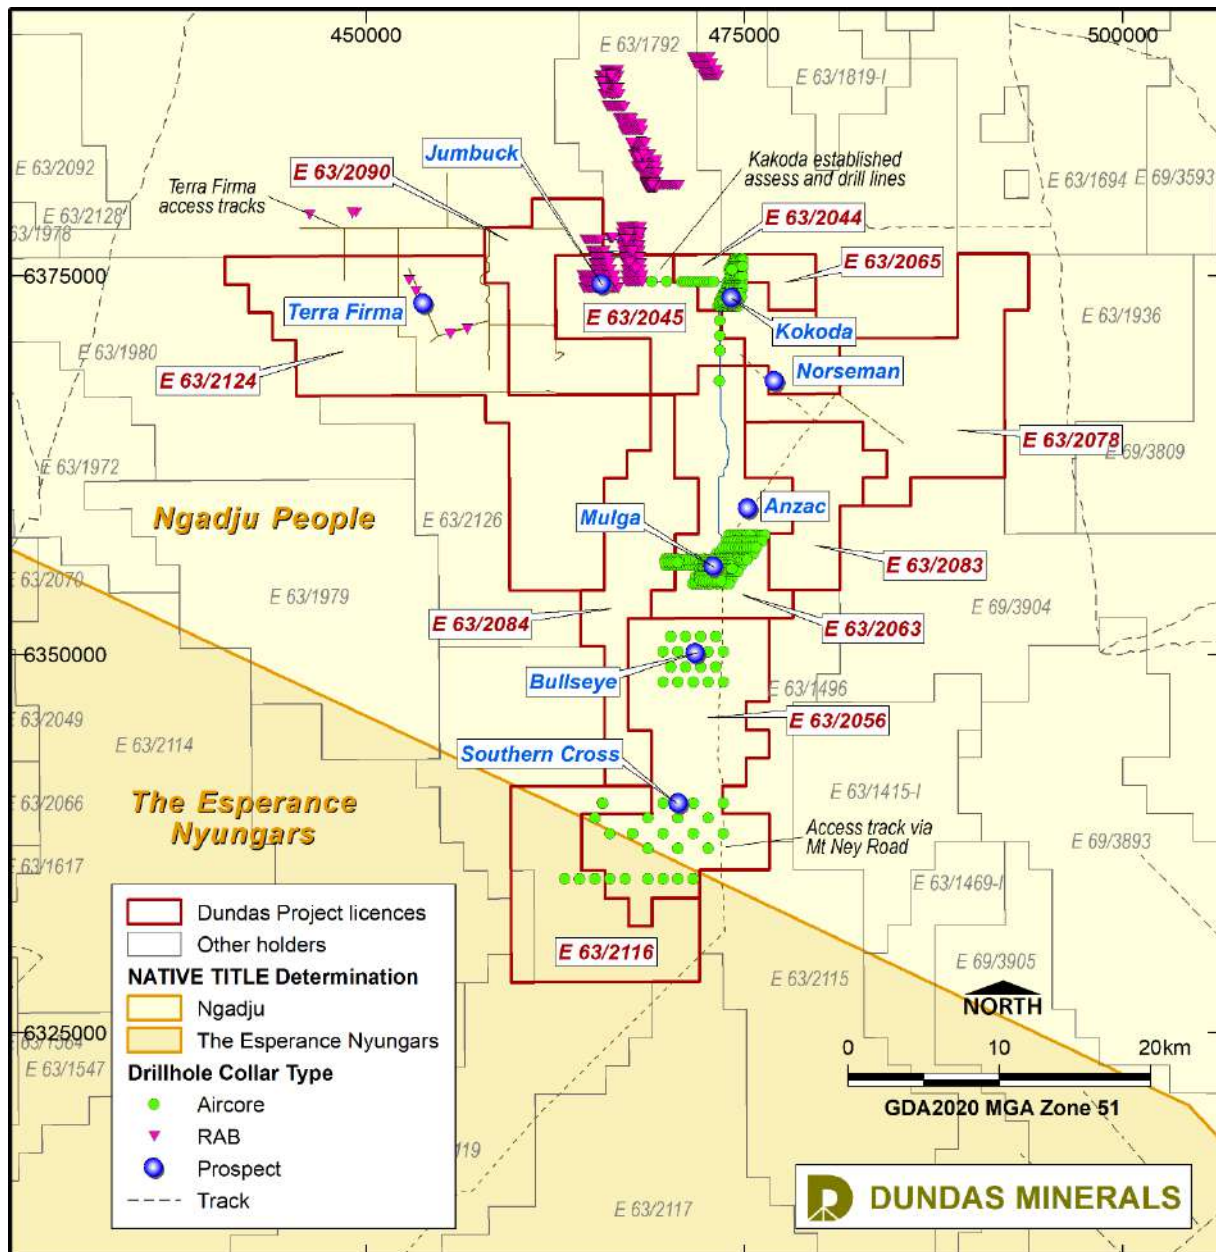 450000
475000
500000
E 63/1792
E 63/1819-I
E 63/2092
Jumbuck
Kakoda established
assess and drill lines
E 63/2090
Terra Firma
access tracks
E 63/1694
E 69/3593
E 63/2128
E 63/2044
63/1978
E 63/2065
6375000
Terra Firma
E 63/2045
Kokoda
E 63/1936
E 63/1980
E 63/2124
Norseman
E 63/2078
E 69/3809
E 63/1972
Anzac
Ngadju People
E 63/2126
Mulga
E 63/2083
E 63/2070
E 63/1979
E 69/3904
E 63/2084
E 63/2063
6350000
Bullseye
E 63/1496
E 63/2049
E 63/2056
E 63/2114
Southern Cross
E 63/1415-I
E 63/2066
The Esperance
Nyungars
Access track via
Mt Ney Road
E 69/3893
E 63/1617
E 63/1469-I
Dundas Project licences
Other holders
E 63/2116
E 69/3905
E 63/2115
NATIVE TITLE Determination
NORTH
Ngadju
6325000
The Esperance Nyungars
E 63/1547
0 10 20km
Drillhole Collar Type
GDA2020 MGA Zone 51
Aircore
RAB
119
Prospect
Track
E 63/2117
DUNDAS MINERALS